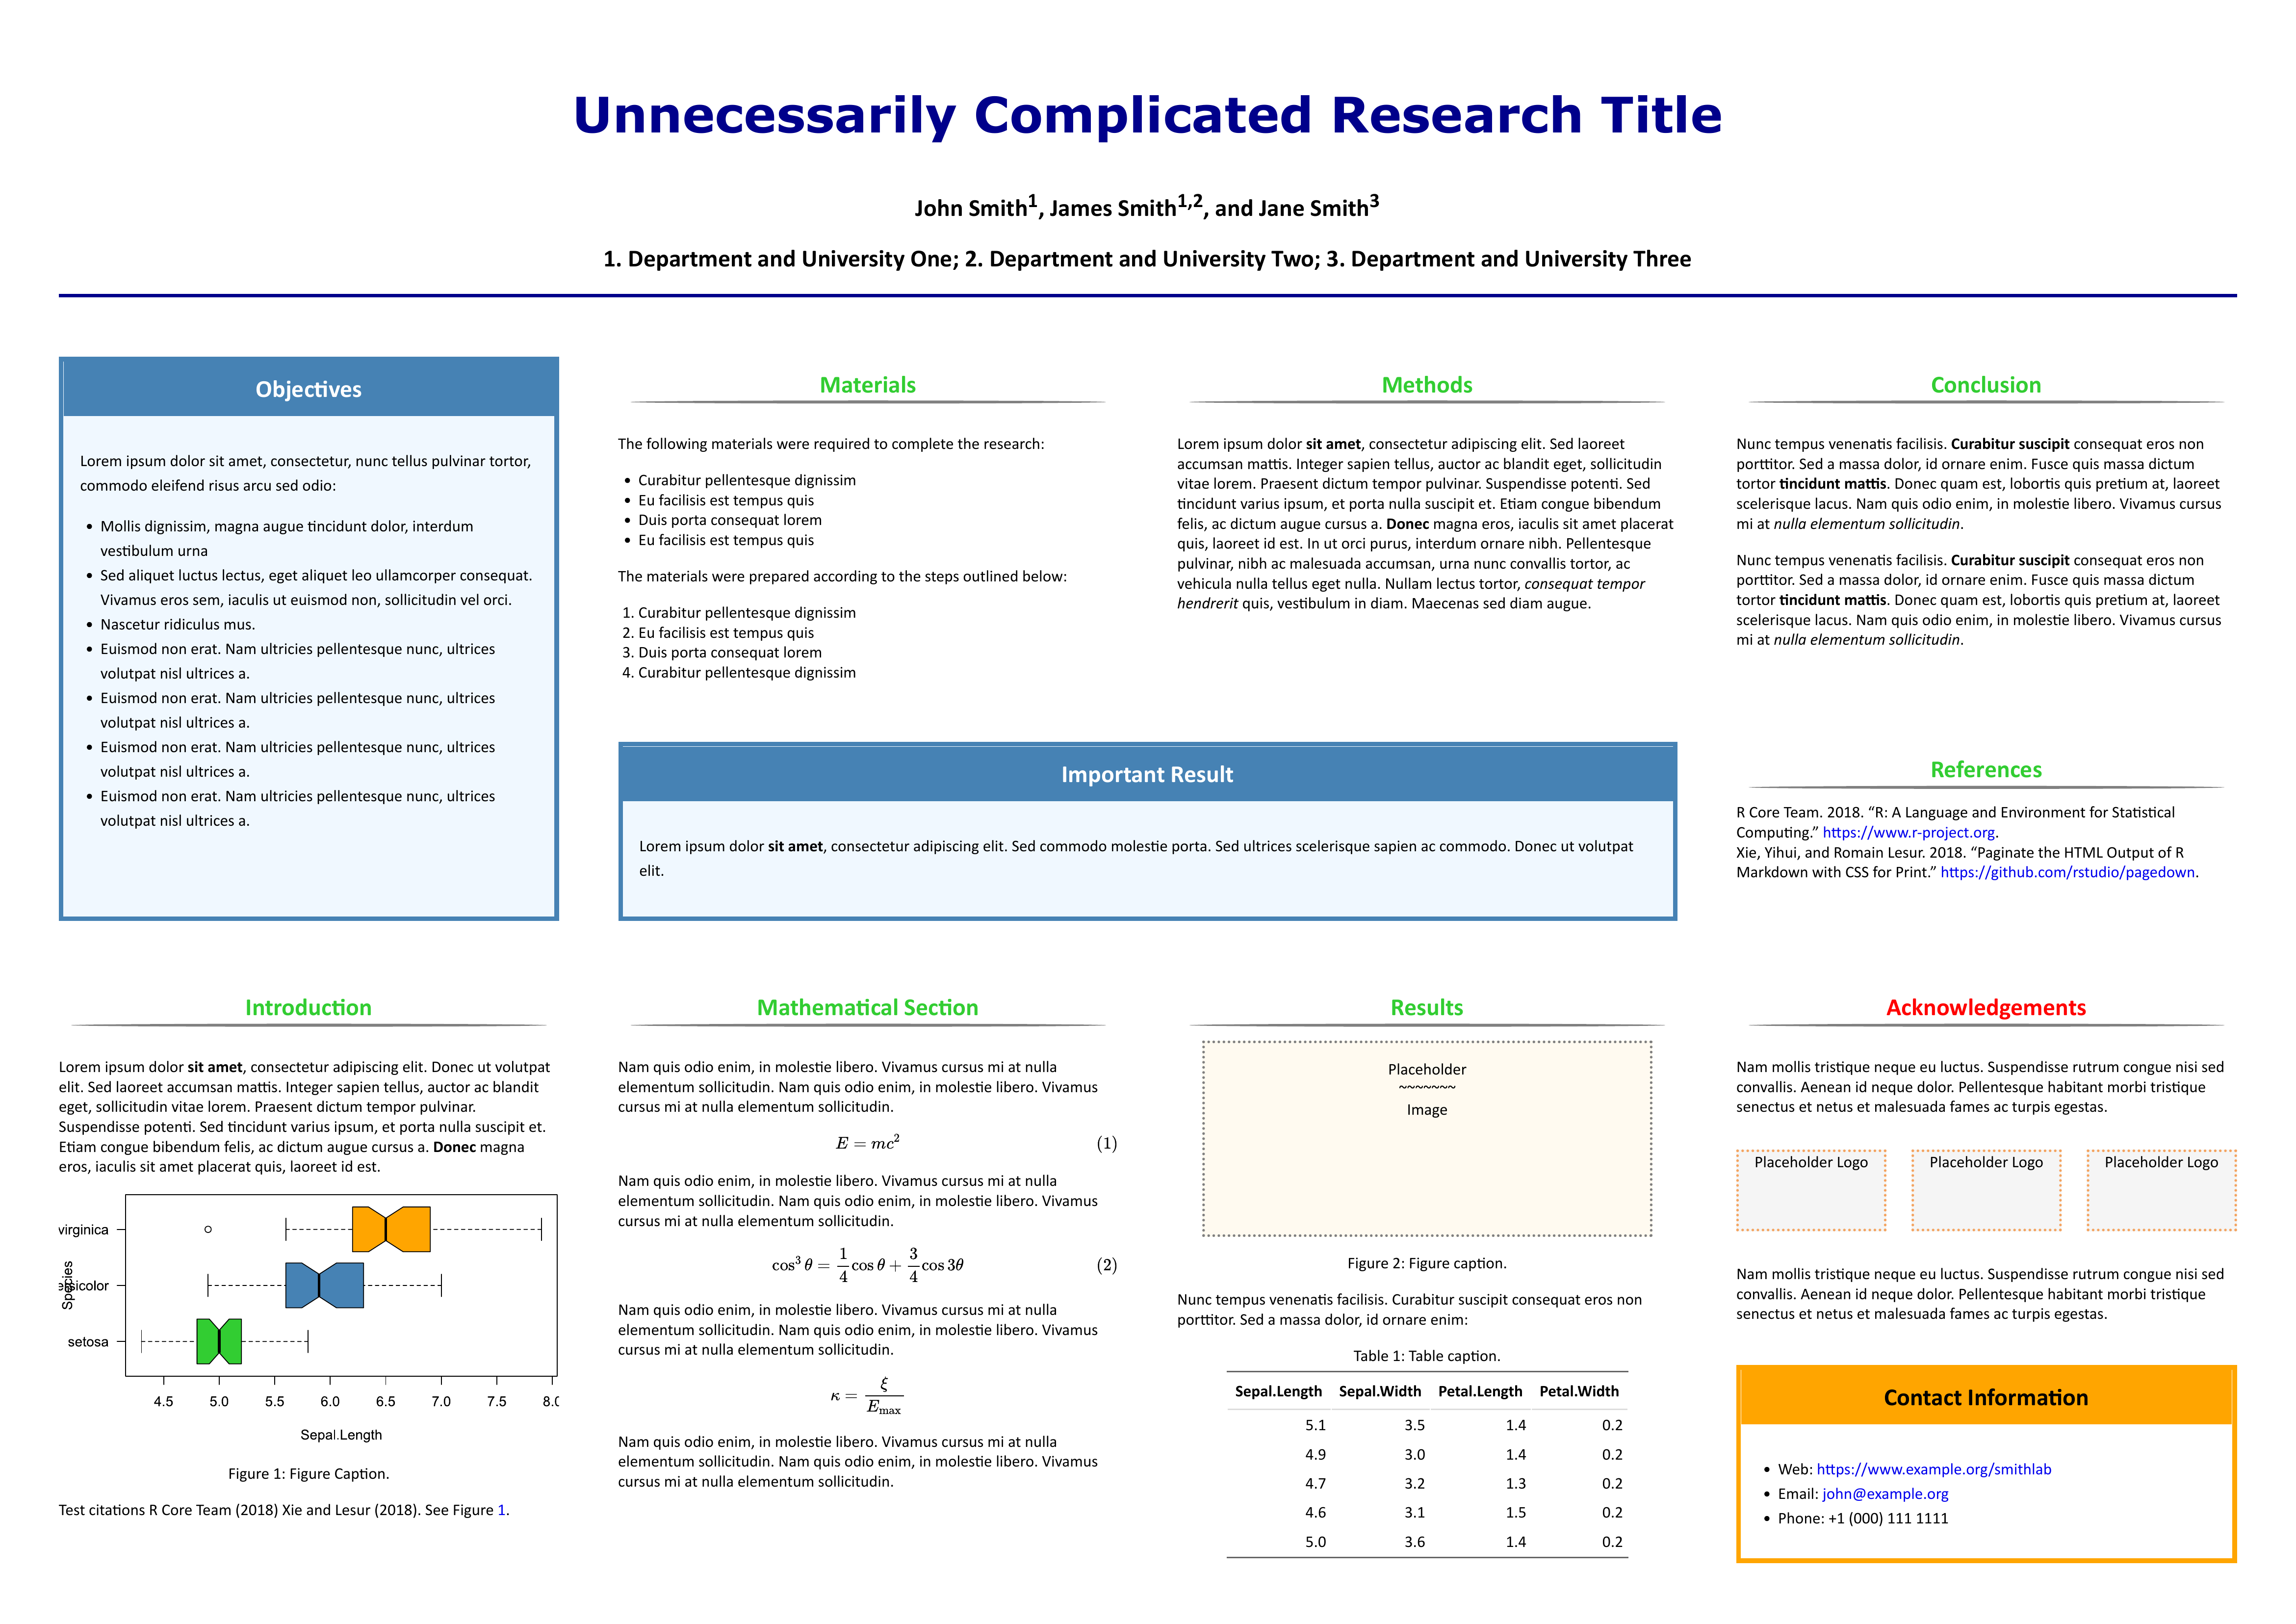 Unnecessarily Complicated Research Title
John Smith1, James Smith1,2, and Jane Smith3
1. Department and University One; 2. Department and University Two; 3. Department and University Three
Objectives
Lorem ipsum dolor sit amet, consectetur, nunc tellus pulvinar tortor,
commodo eleifend risus arcu sed odio:
• Mollis dignissim, magna augue tincidunt dolor, interdum
vestibulum urna
• Sed aliquet luctus lectus, eget aliquet leo ullamcorper consequat.
Vivamus eros sem, iaculis ut euismod non, sollicitudin vel orci.
• Nascetur ridiculus mus.
• Euismod non erat. Nam ultricies pellentesque nunc, ultrices
volutpat nisl ultrices a.
• Euismod non erat. Nam ultricies pellentesque nunc, ultrices
volutpat nisl ultrices a.
• Euismod non erat. Nam ultricies pellentesque nunc, ultrices
volutpat nisl ultrices a.
• Euismod non erat. Nam ultricies pellentesque nunc, ultrices
volutpat nisl ultrices a.
Materials
The following materials were required to complete the research:
• Curabitur pellentesque dignissim
• Eu facilisis est tempus quis
• Duis porta consequat lorem
• Eu facilisis est tempus quis
The materials were prepared according to the steps outlined below:
1. Curabitur pellentesque dignissim
2. Eu facilisis est tempus quis
3. Duis porta consequat lorem
4. Curabitur pellentesque dignissim
Methods
Lorem ipsum dolor sit amet, consectetur adipiscing elit. Sed laoreet
accumsan mattis. Integer sapien tellus, auctor ac blandit eget, sollicitudin
vitae lorem. Praesent dictum tempor pulvinar. Suspendisse potenti. Sed
tincidunt varius ipsum, et porta nulla suscipit et. Etiam congue bibendum
felis, ac dictum augue cursus a. Donec magna eros, iaculis sit amet placerat
quis, laoreet id est. In ut orci purus, interdum ornare nibh. Pellentesque
pulvinar, nibh ac malesuada accumsan, urna nunc convallis tortor, ac
vehicula nulla tellus eget nulla. Nullam lectus tortor, consequat tempor
hendrerit quis, vestibulum in diam. Maecenas sed diam augue.
Conclusion
Nunc tempus venenatis facilisis. Curabitur suscipit consequat eros non
porttitor. Sed a massa dolor, id ornare enim. Fusce quis massa dictum
tortor tincidunt mattis. Donec quam est, lobortis quis pretium at, laoreet
scelerisque lacus. Nam quis odio enim, in molestie libero. Vivamus cursus
mi at nulla elementum sollicitudin.
Nunc tempus venenatis facilisis. Curabitur suscipit consequat eros non
porttitor. Sed a massa dolor, id ornare enim. Fusce quis massa dictum
tortor tincidunt mattis. Donec quam est, lobortis quis pretium at, laoreet
scelerisque lacus. Nam quis odio enim, in molestie libero. Vivamus cursus
mi at nulla elementum sollicitudin.
Important Result
Lorem ipsum dolor sit amet, consectetur adipiscing elit. Sed commodo molestie porta. Sed ultrices scelerisque sapien ac commodo. Donec ut volutpat
elit.
References
R Core Team. 2018. “R: A Language and Environment for Statistical
Computing.” https://www.r-project.org.
Xie, Yihui, and Romain Lesur. 2018. “Paginate the HTML Output of R
Markdown with CSS for Print.” https://github.com/rstudio/pagedown.
Introduction
Lorem ipsum dolor sit amet, consectetur adipiscing elit. Donec ut volutpat
elit. Sed laoreet accumsan mattis. Integer sapien tellus, auctor ac blandit
eget, sollicitudin vitae lorem. Praesent dictum tempor pulvinar.
Suspendisse potenti. Sed tincidunt varius ipsum, et porta nulla suscipit et.
Etiam congue bibendum felis, ac dictum augue cursus a. Donec magna
eros, iaculis sit amet placerat quis, laoreet id est.
virginica
Species
setosa
4.5 5.0 5.5 6.0 6.5 7.0 7.5 8.0
Sepal.Length
Figure 1: Figure Caption.
Test citations R Core Team (2018) Xie and Lesur (2018). See Figure 1.
Mathematical Section
Nam quis odio enim, in molestie libero. Vivamus cursus mi at nulla
elementum sollicitudin. Nam quis odio enim, in molestie libero. Vivamus
cursus mi at nulla elementum sollicitudin.
E = mc² (1)
Nam quis odio enim, in molestie libero. Vivamus cursus mi at nulla
elementum sollicitudin. Nam quis odio enim, in molestie libero. Vivamus
cursus mi at nulla elementum sollicitudin.
cos³ θ = 1/4 cos θ + 3/4 cos 3θ (2)
Nam quis odio enim, in molestie libero. Vivamus cursus mi at nulla
elementum sollicitudin. Nam quis odio enim, in molestie libero. Vivamus
cursus mi at nulla elementum sollicitudin.
κ = ξ/Emax
Nam quis odio enim, in molestie libero. Vivamus cursus mi at nulla
elementum sollicitudin. Nam quis odio enim, in molestie libero. Vivamus
cursus mi at nulla elementum sollicitudin.
Results
Placeholder
~~~~~~~
Image
Figure 2: Figure caption.
Nunc tempus venenatis facilisis. Curabitur suscipit consequat eros non
porttitor. Sed a massa dolor, id ornare enim:
Table 1: Table caption.
Sepal.Length Sepal.Width Petal.Length Petal.Width
5.1 3.5 1.4 0.2
4.9 3.0 1.4 0.2
4.7 3.2 1.3 0.2
4.6 3.1 1.5 0.2
5.0 3.6 1.4 0.2
Acknowledgements
Nam mollis tristique neque eu luctus. Suspendisse rutrum congue nisi sed
convallis. Aenean id neque dolor. Pellentesque habitant morbi tristique
senectus et netus et malesuada fames ac turpis egestas.
Placeholder Logo Placeholder Logo Placeholder Logo
Nam mollis tristique neque eu luctus. Suspendisse rutrum congue nisi sed
convallis. Aenean id neque dolor. Pellentesque habitant morbi tristique
senectus et netus et malesuada fames ac turpis egestas.
Contact Information
• Web: https://www.example.org/smithlab
• Email: john@example.org
• Phone: +1 (000) 111 1111